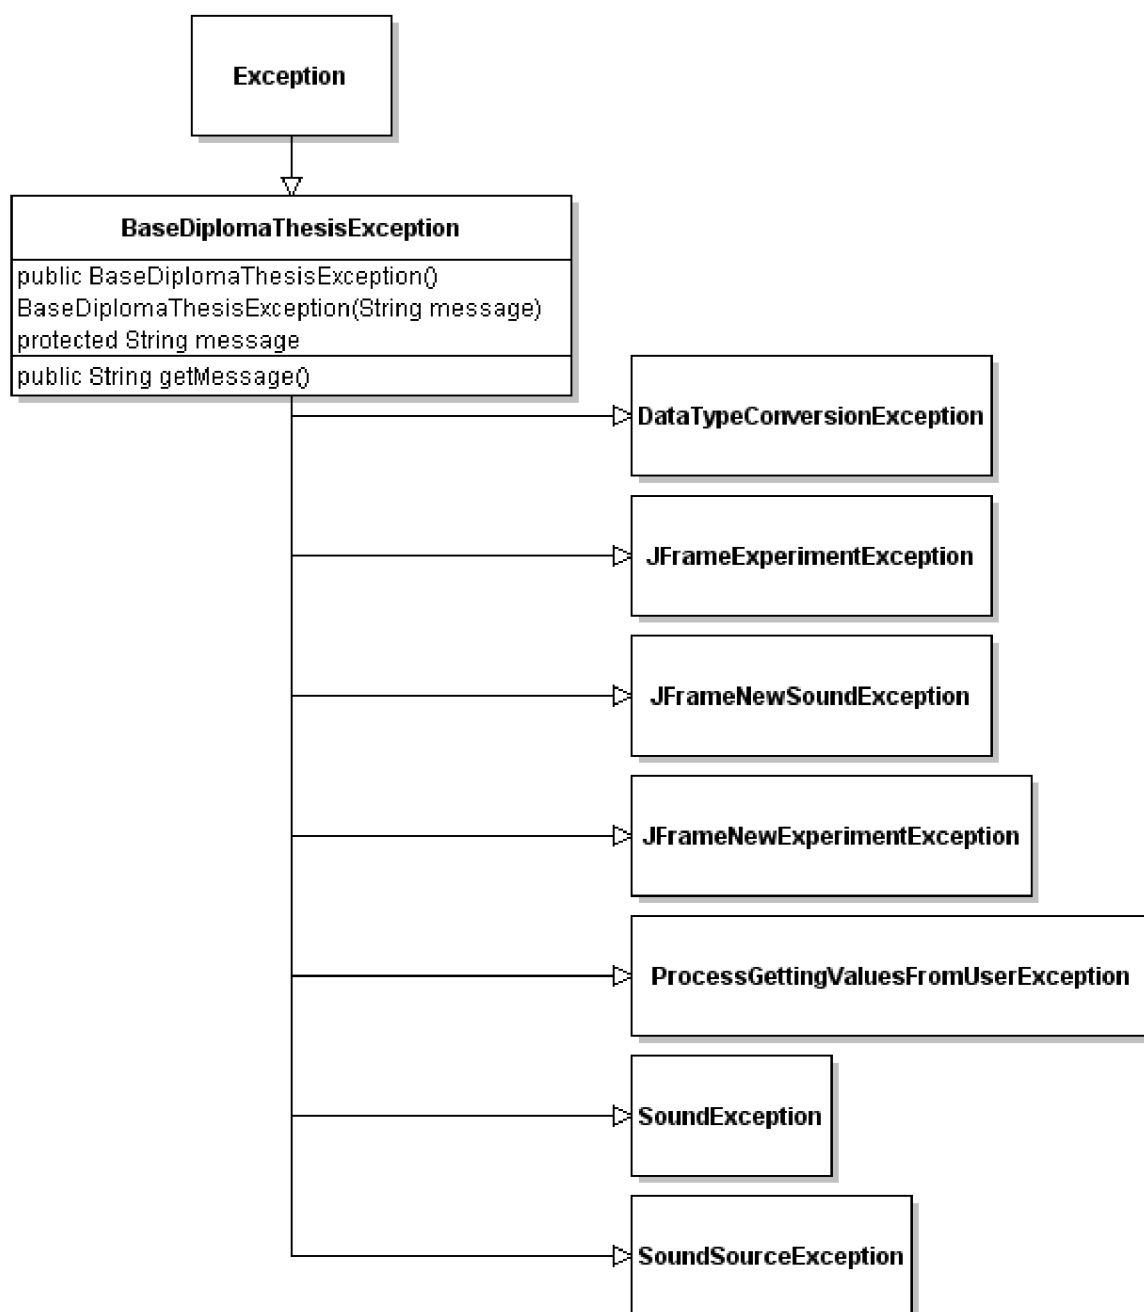 Exception
BaseDiplomaThesisException
public BaseDiplomaThesisException()
BaseDiplomaThesisException(String message)
protected String message
public String getMessage()
DataTypeConversionException
JFrameExperimentException
JFrameNewSoundException
JFrameNewExperimentException
ProcessGettingValuesFromUserException
SoundException
SoundSourceException